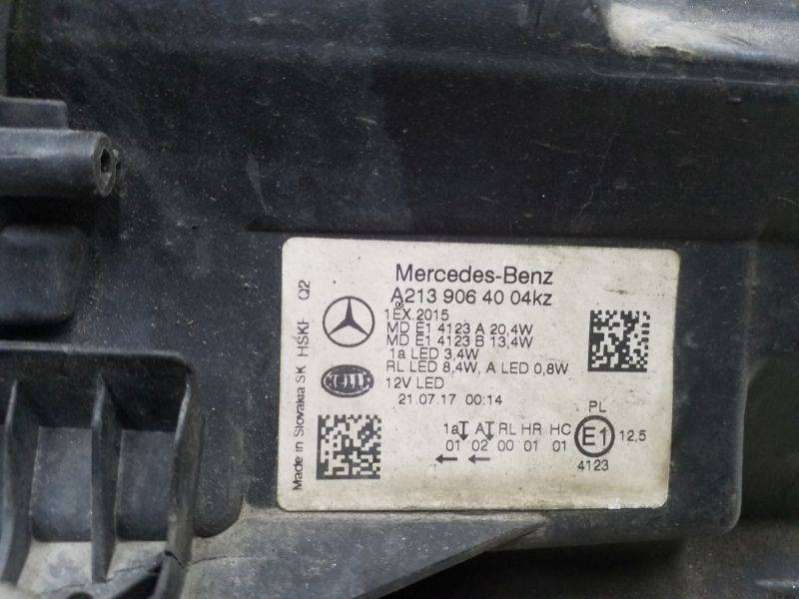 Mercedes-Benz
A213 906 40 04kz
1EX 2015
MD E1 4123 A 20,4W
MD E1 4123 B 13,4W
1a LED 3,4W
RL LED 8,4W, A LED 0,8W
12V LED
21.07.17 00:14
HELLA
Made in Slovakia SK HSKF Q2
1a A RL HR HC
01 02 00 01 01
PL
E1 12,5
4123